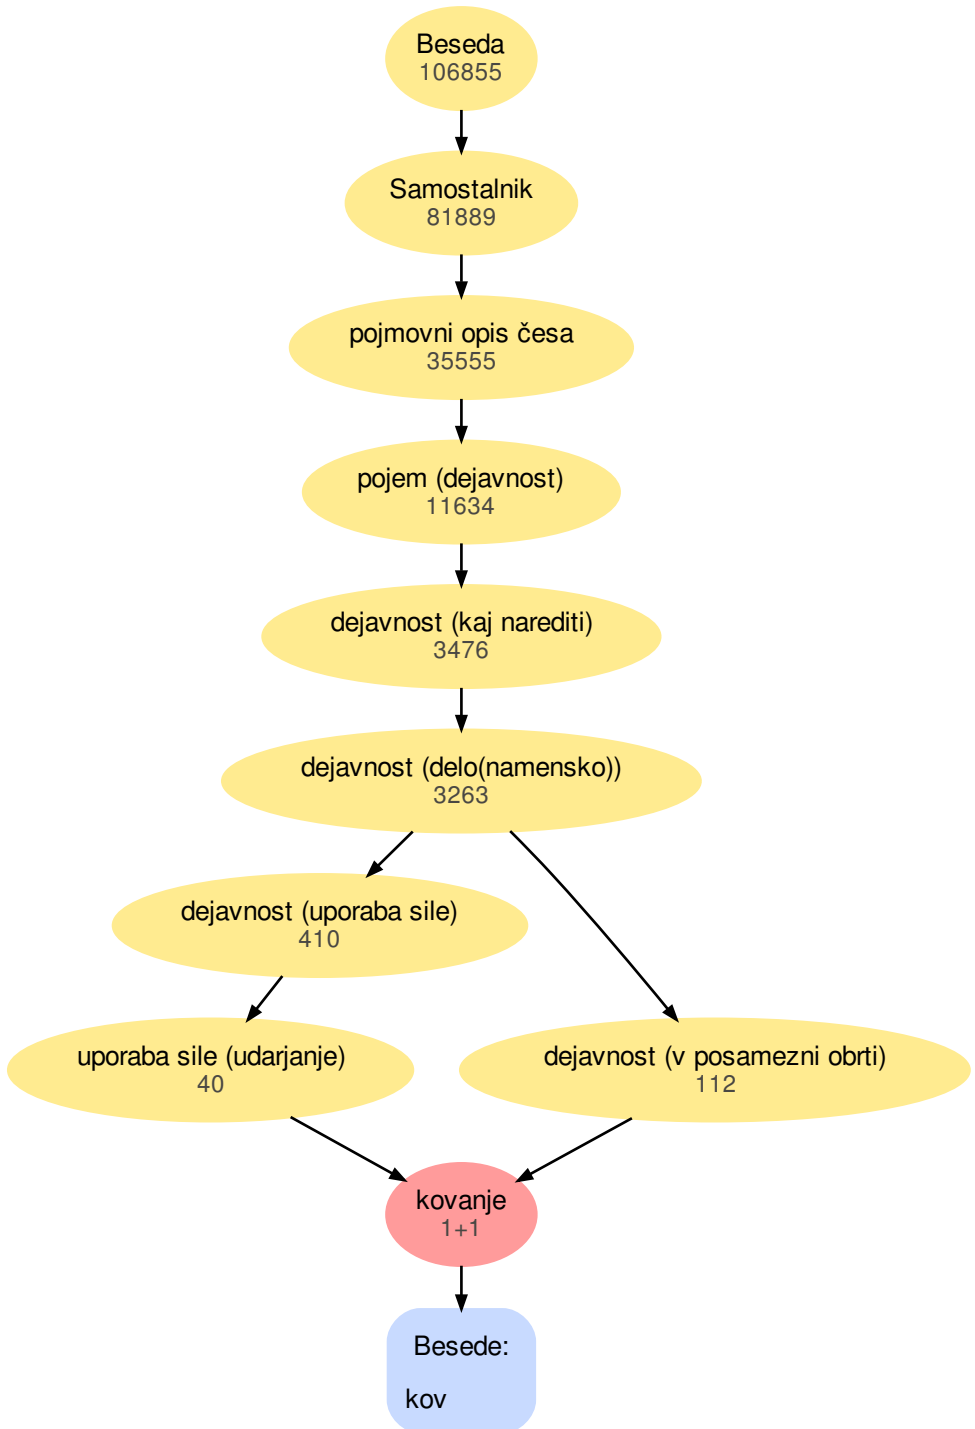 Beseda
106855
Samostalnik
81889
pojmovni opis česa
35555
pojem (dejavnost)
11634
dejavnost (kaj narediti)
3476
dejavnost (delo(namensko))
3263
dejavnost (uporaba sile)
410
uporaba sile (udarjanje)
40
dejavnost (v posamezni obrti)
112
kovanje
1+1
Besede:
kov